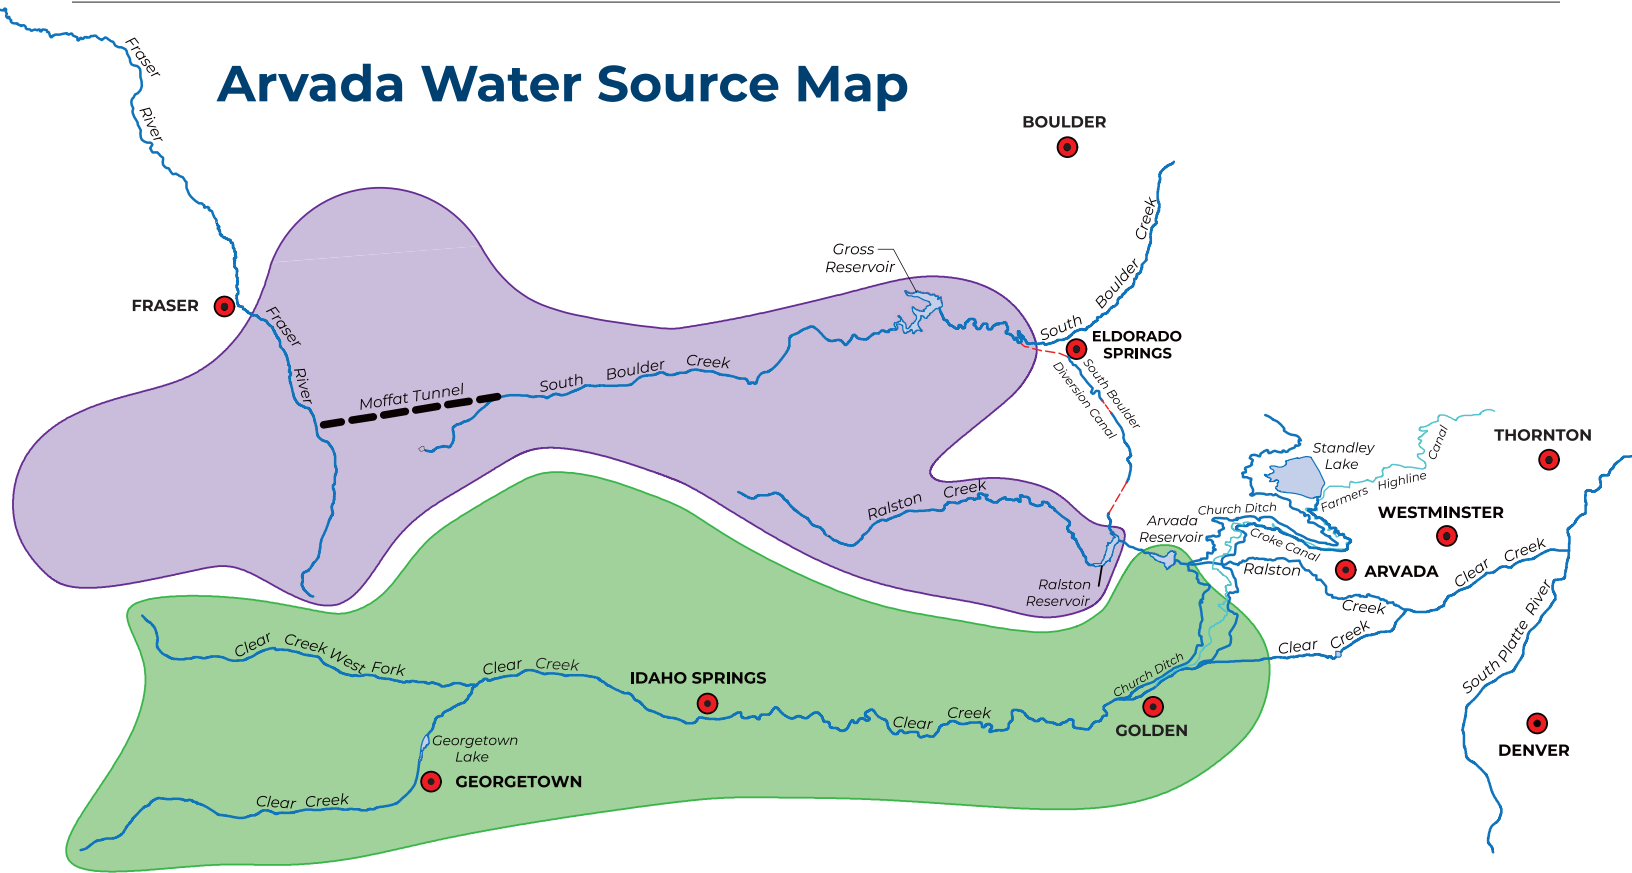 Arvada Water Source Map
Fraser
River
BOULDER
Creek
Boulder
South
Gross
Reservoir
FRASER
Fraser
River
ELDORADO
SPRINGS
Moffat Tunnel
South Boulder Creek
South Boulder
Diversion Canal
Standley
Lake
Canal
Highline
Farmers
THORNTON
Ralston Creek
Arvada
Reservoir
Church Ditch
Croke Canal
WESTMINSTER
Ralston
Creek
ARVADA
Clear Creek
Ralston
Reservoir
Clear Creek
South Platte River
Clear Creek West Fork
Clear Creek
IDAHO SPRINGS
Church Ditch
GOLDEN
Clear Creek
Georgetown
Lake
GEORGETOWN
Clear Creek
DENVER